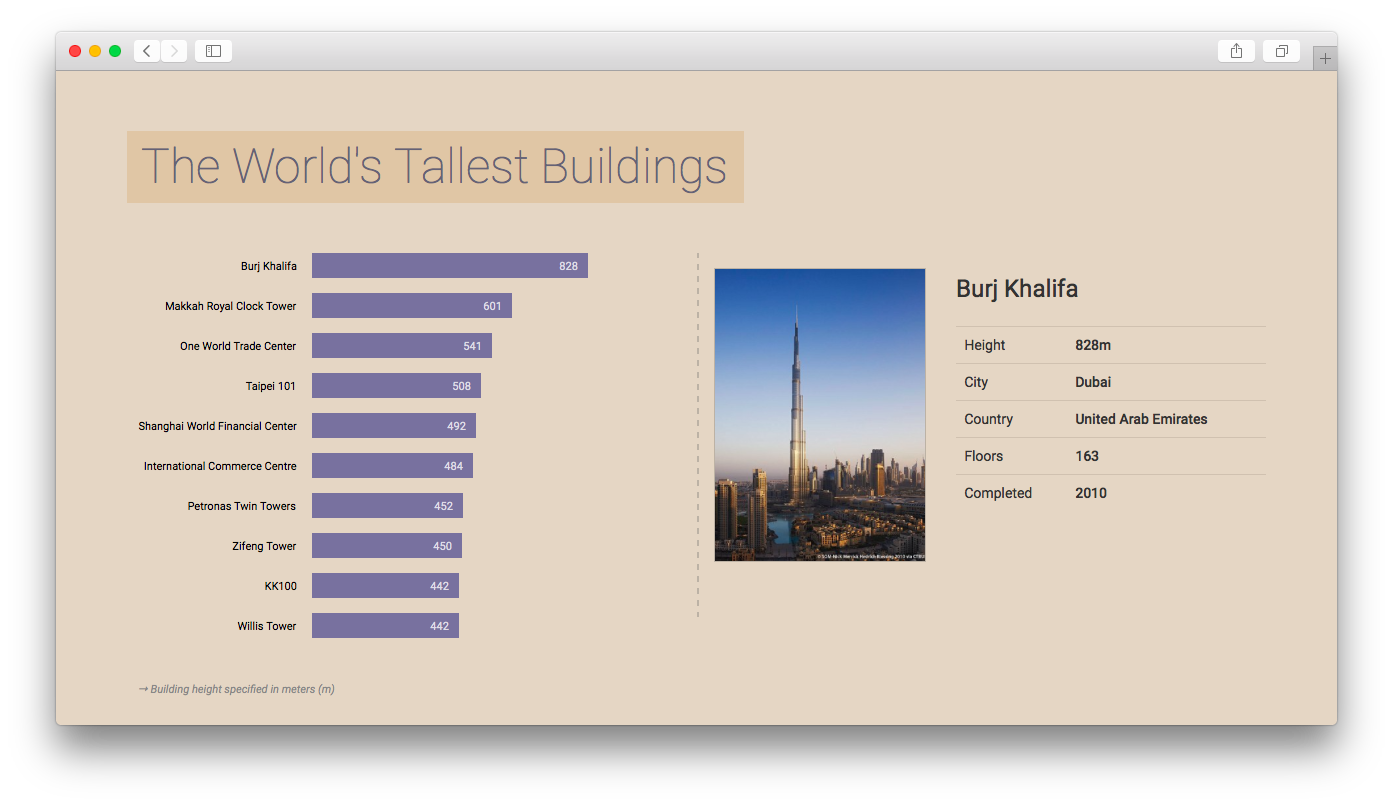 The World's Tallest Buildings
Burj Khalifa 828
Makkah Royal Clock Tower 601
One World Trade Center 541
Taipei 101 508
Shanghai World Financial Center 492
International Commerce Centre 484
Petronas Twin Towers 452
Zifeng Tower 450
KK100 442
Willis Tower 442
→ Building height specified in meters (m)
Burj Khalifa
Height 828m
City Dubai
Country United Arab Emirates
Floors 163
Completed 2010